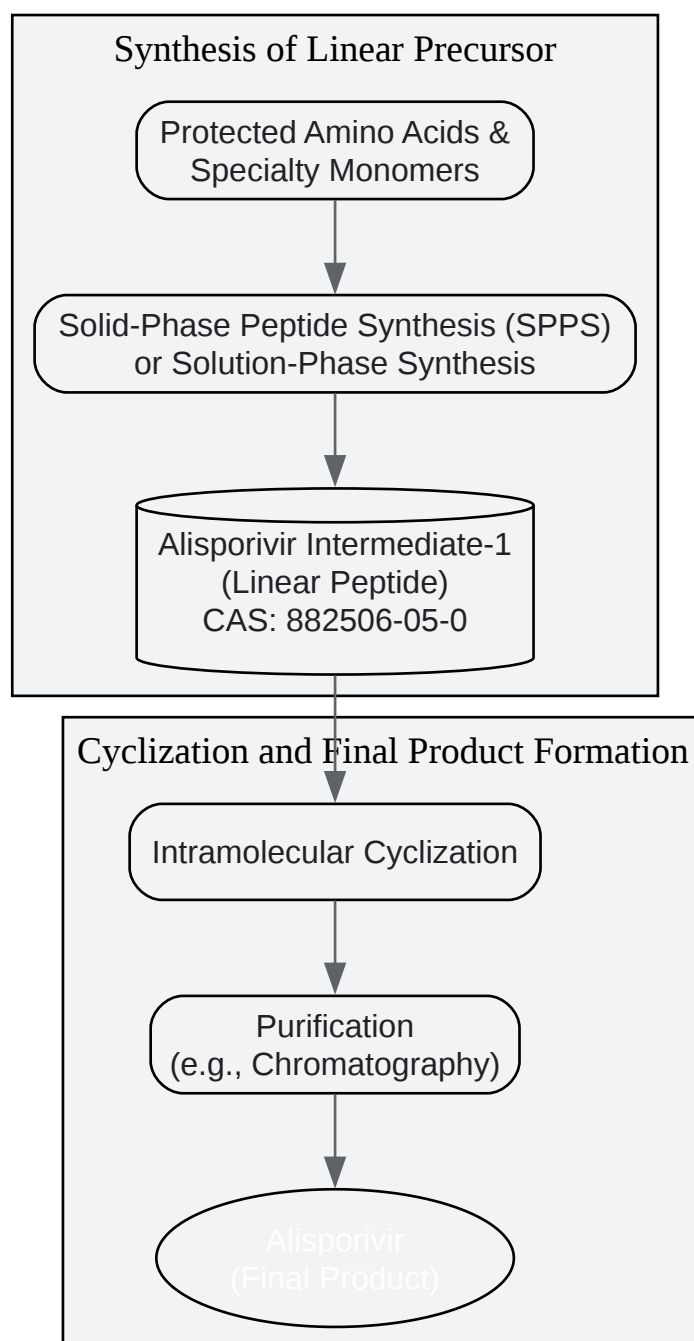 Synthesis of Linear Precursor
Protected Amino Acids &
Specialty Monomers
Solid-Phase Peptide Synthesis (SPPS)
or Solution-Phase Synthesis
Alisporivir Intermediate-1
(Linear Peptide)
CAS: 882506-05-0
Cyclization and Final Product Formation
Intramolecular Cyclization
Purification
(e.g., Chromatography)
Alisporivir
(Final Product)